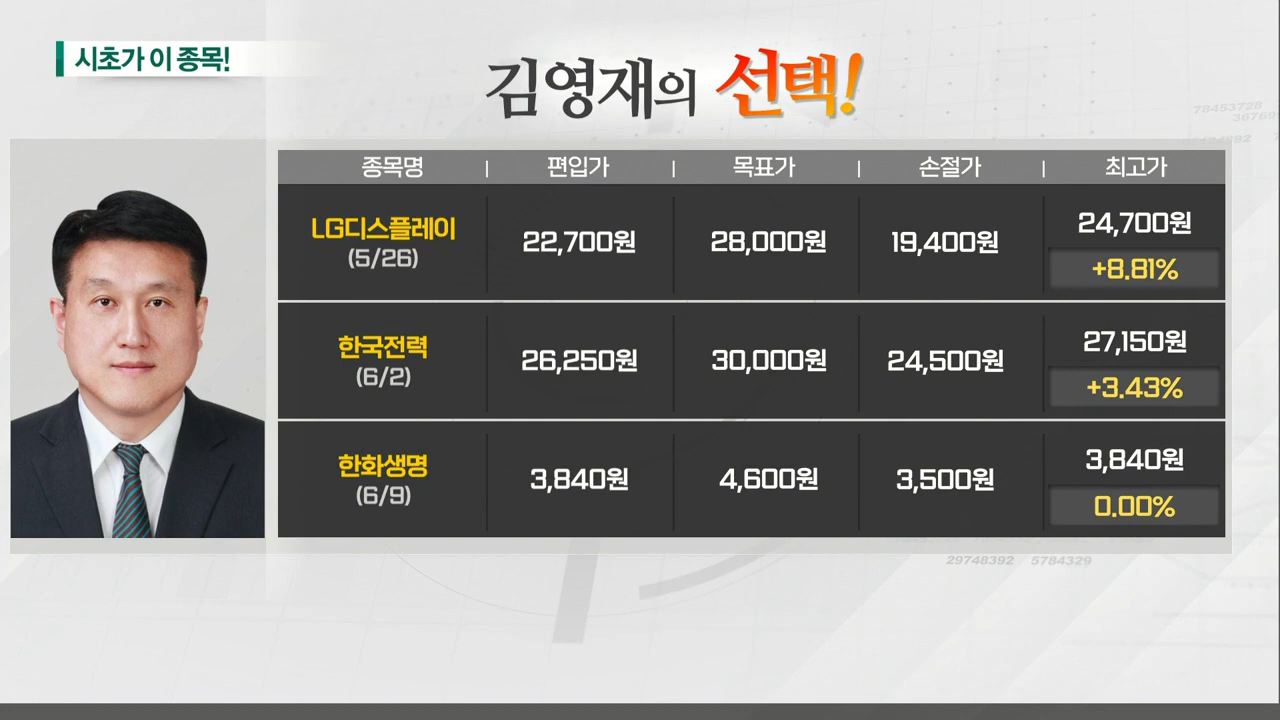 시초가 이 종목!
김영재의 선택!
종목명 | 편입가 | 목표가 | 손절가 | 최고가
LG디스플레이 (5/26) 22,700원 28,000원 19,400원 24,700원 +8.81%
한국전력 (6/2) 26,250원 30,000원 24,500원 27,150원 +3.43%
한화생명 (6/9) 3,840원 4,600원 3,500원 3,840원 0.00%
78453728
29748392 5784329